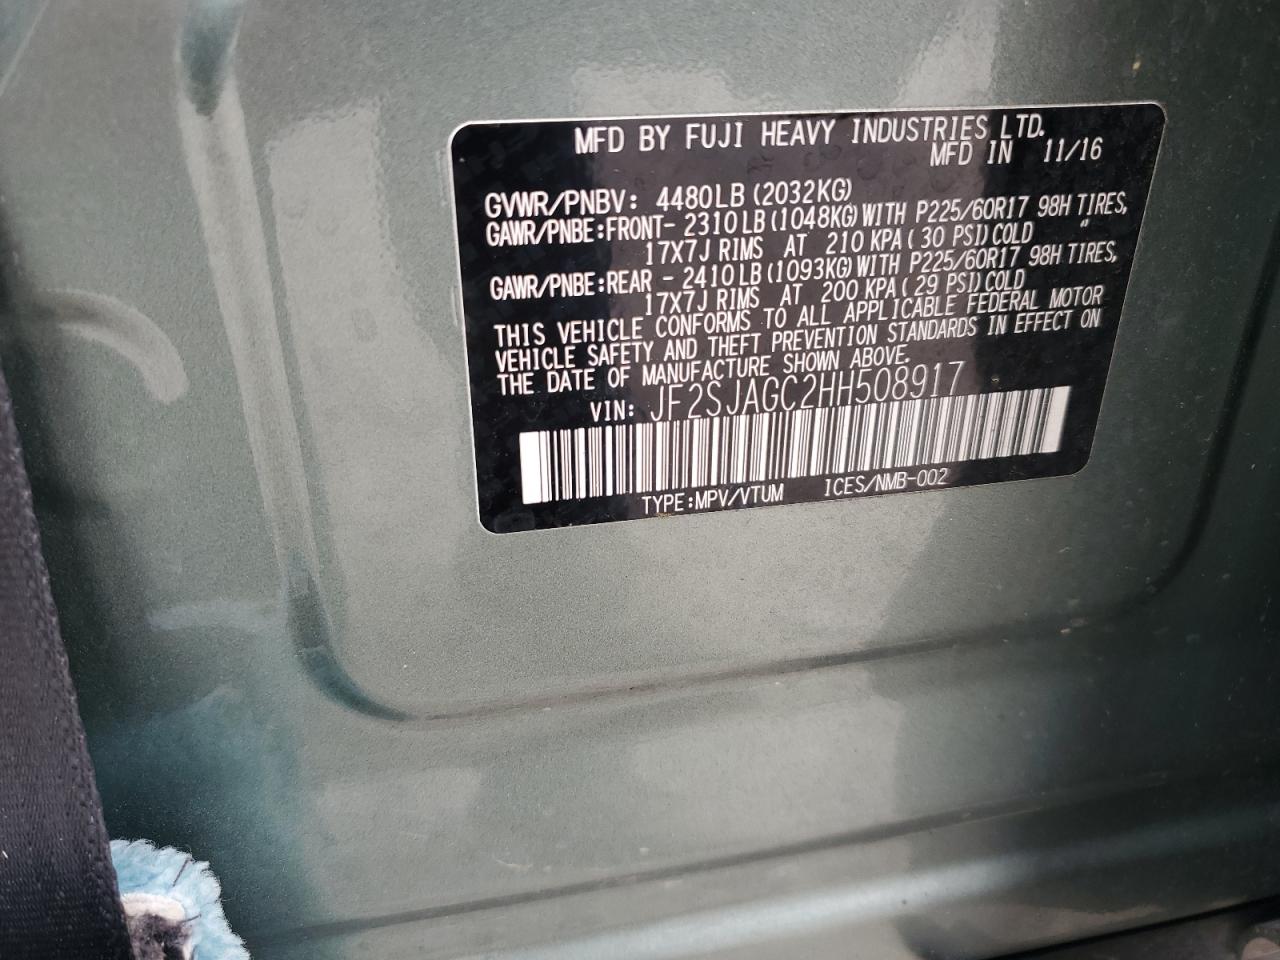 MFD BY FUJI HEAVY INDUSTRIES LTD.
MFD IN 11/16
GVWR/PNBV: 4480LB (2032KG)
GAWR/PNBE:FRONT- 2310LB (1048KG) WITH P225/60R17 98H TIRES,
17X7J RIMS AT 210 KPA ( 30 PSI) COLD "
GAWR/PNBE:REAR - 2410LB (1093KG) WITH P225/60R17 98H TIRES,
17X7J RIMS AT 200 KPA ( 29 PSI) COLD
THIS VEHICLE CONFORMS TO ALL APPLICABLE FEDERAL MOTOR
VEHICLE SAFETY AND THEFT PREVENTION STANDARDS IN EFFECT ON
THE DATE OF MANUFACTURE SHOWN ABOVE.
VIN: JF2SJAGC2HH508917
TYPE:MPV/VTUM ICES/NMB-002